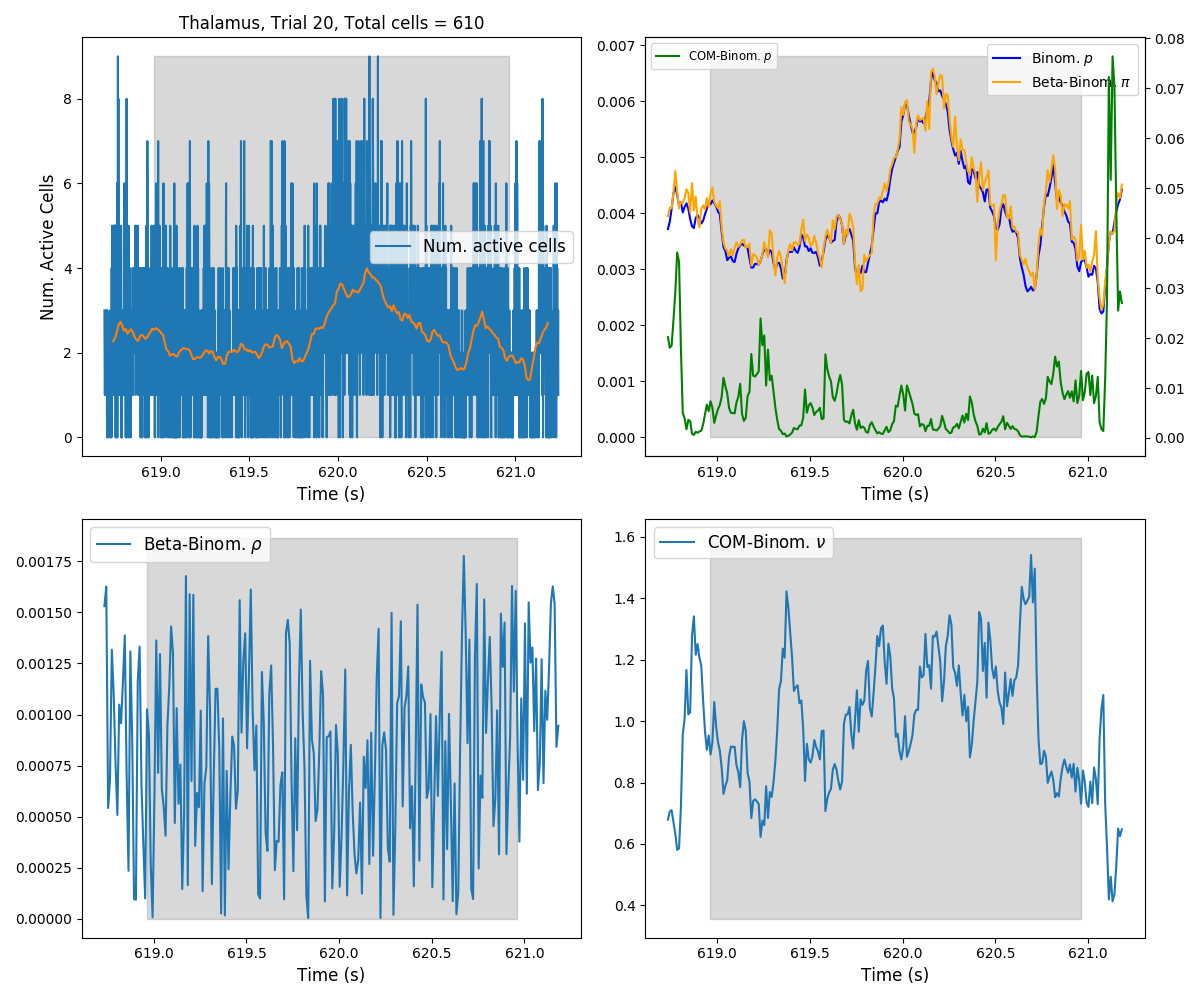 Thalamus, Trial 20, Total cells = 610
Num. Active Cells
8
6
4
2
0
Num. active cells
619.0 619.5 620.0 620.5 621.0
Time (s)
COM-Binom. p
Binom. p
Beta-Binom. π
0.007
0.006
0.005
0.004
0.003
0.002
0.001
0.000
0.08
0.07
0.06
0.05
0.04
0.03
0.02
0.01
0.00
619.0 619.5 620.0 620.5 621.0
Time (s)
Beta-Binom. ρ
0.00175
0.00150
0.00125
0.00100
0.00075
0.00050
0.00025
0.00000
619.0 619.5 620.0 620.5 621.0
Time (s)
COM-Binom. ν
1.6
1.4
1.2
1.0
0.8
0.6
0.4
619.0 619.5 620.0 620.5 621.0
Time (s)